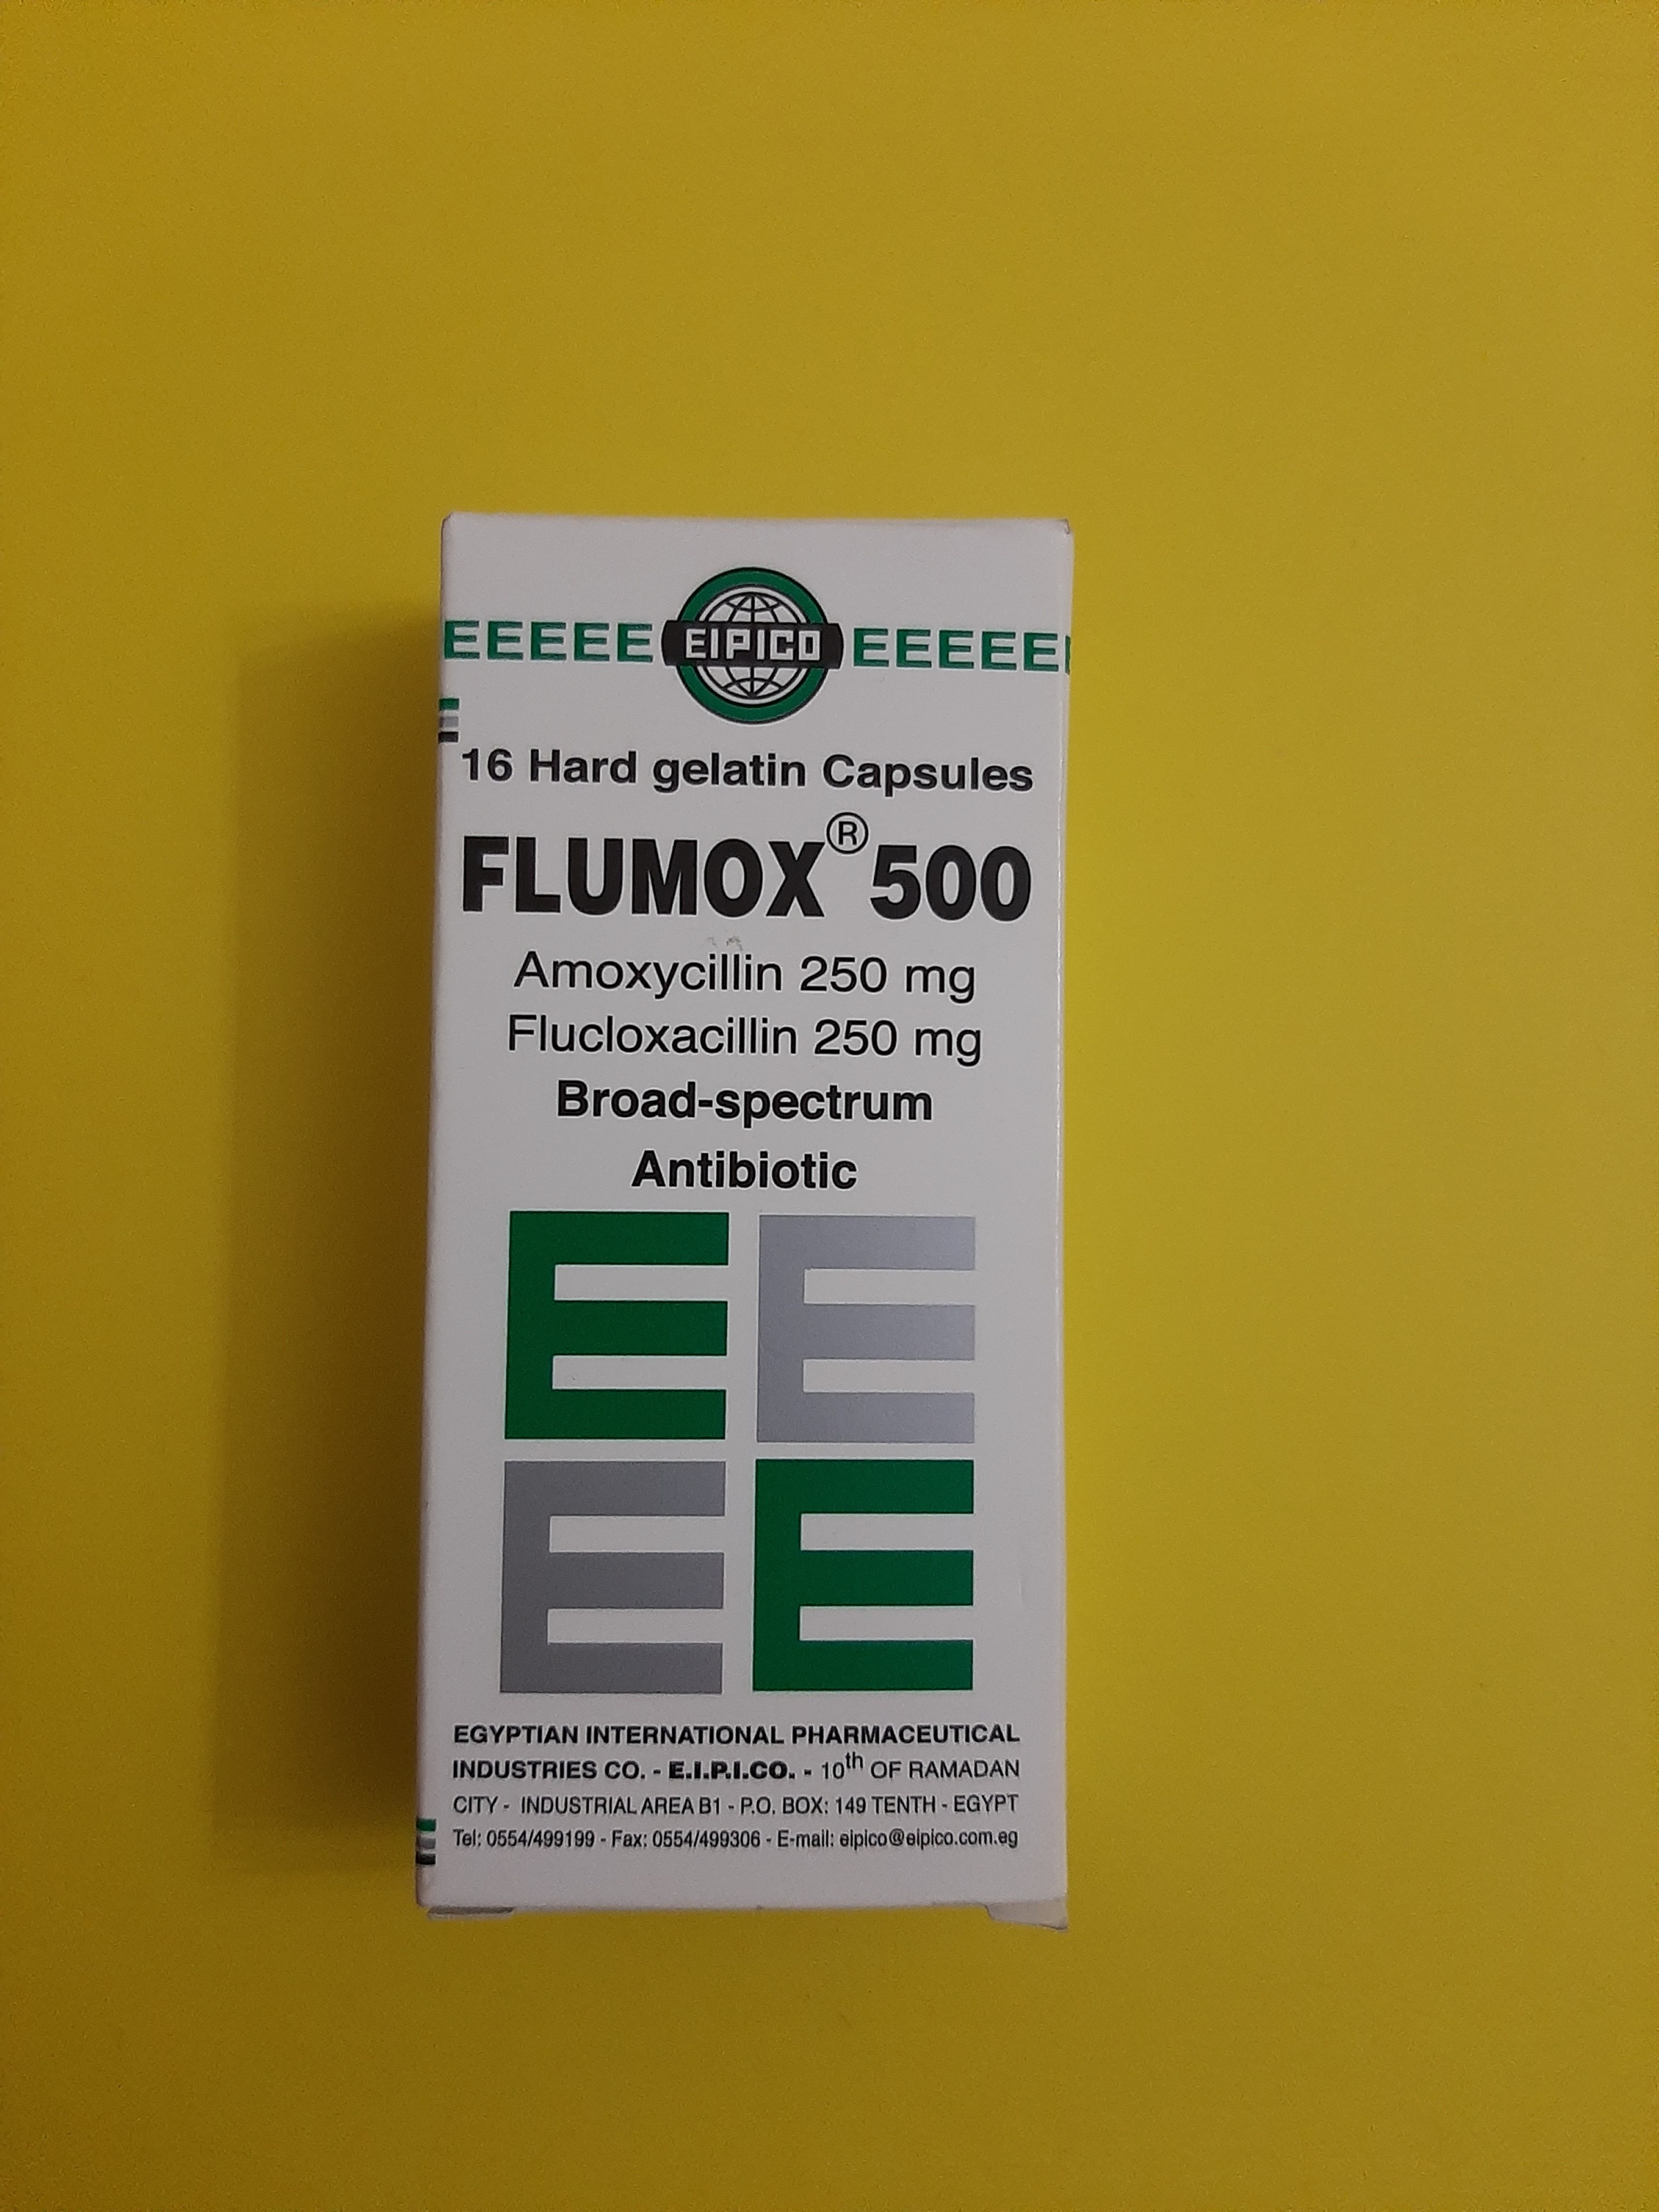 EEEEE EIPICO EEEEE
16 Hard gelatin Capsules
FLUMOX® 500
Amoxycillin 250 mg
Flucloxacillin 250 mg
Broad-spectrum
Antibiotic
E E
E E
EGYPTIAN INTERNATIONAL PHARMACEUTICAL
INDUSTRIES CO. - E.I.P.I.CO. - 10th OF RAMADAN
CITY - INDUSTRIAL AREA B1 - P.O. BOX: 149 TENTH - EGYPT
Tel: 0554/499199 - Fax: 0554/499306 - E-mail: eipico@eipico.com.eg